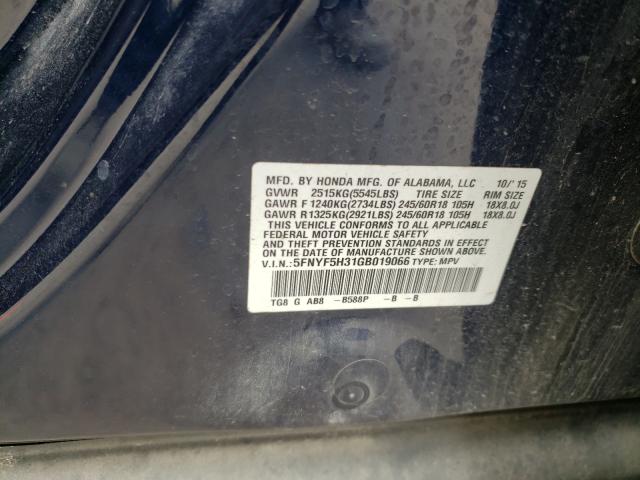 MFD. BY HONDA MFG. OF ALABAMA, LLC 10/'15
GVWR 2515KG(5545LBS) TIRE SIZE RIM SIZE
GAWR F 1240KG(2734LBS) 245/60R18 105H 18X8.0J
GAWR R1325KG(2921LBS) 245/60R18 105H 18X8.0J
THIS VEHICLE CONFORMS TO ALL APPLICABLE
FEDERAL MOTOR VEHICLE SAFETY
AND THEFT PREVENTION STANDARDS IN EFFECT
ON THE DATE OF MANUFACTURE SHOWN ABOVE.
V.I.N.:5FNYF5H31GB019066 TYPE: MPV
TG8 G AB8 -B588P -B -B